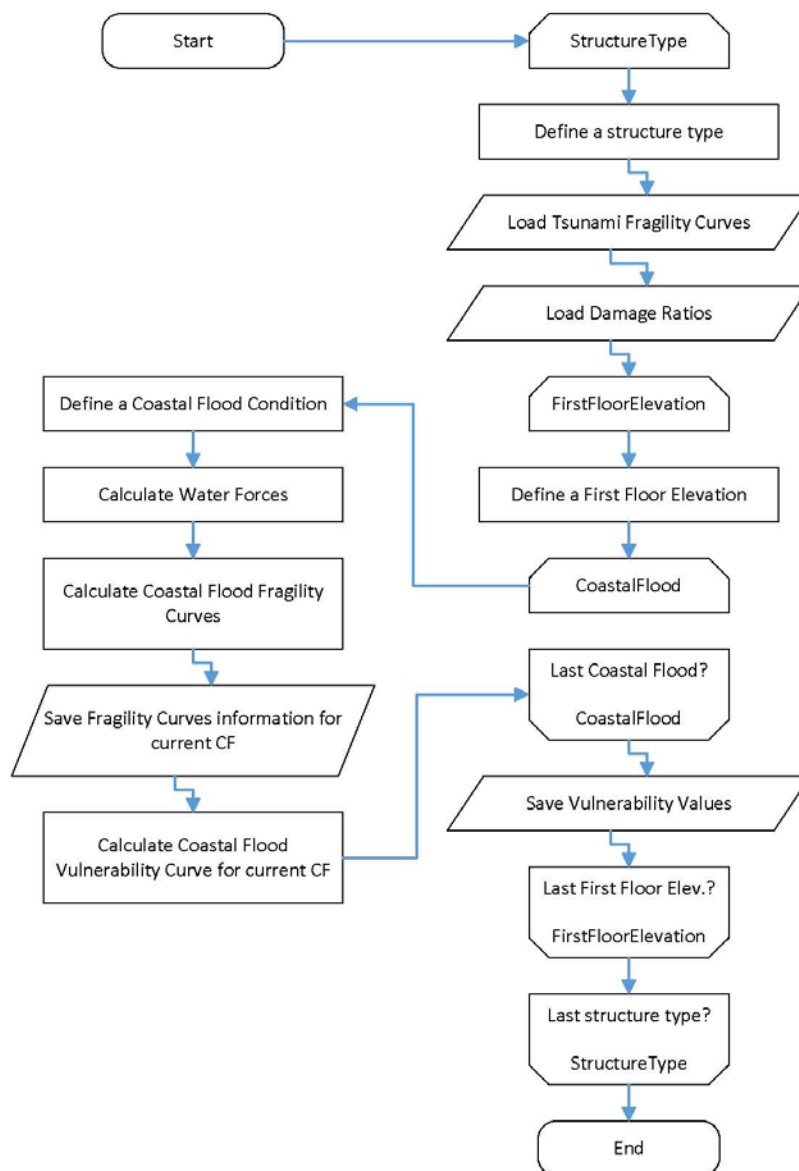 Start
StructureType
Define a structure type
Load Tsunami Fragility Curves
Load Damage Ratios
FirstFloorElevation
Define a First Floor Elevation
CoastalFlood
Define a Coastal Flood Condition
Calculate Water Forces
Calculate Coastal Flood Fragility
Curves
Save Fragility Curves information for
current CF
Calculate Coastal Flood
Vulnerability Curve for current CF
Last Coastal Flood?
CoastalFlood
Save Vulnerability Values
Last First Floor Elev.?
FirstFloorElevation
Last structure type?
StructureType
End